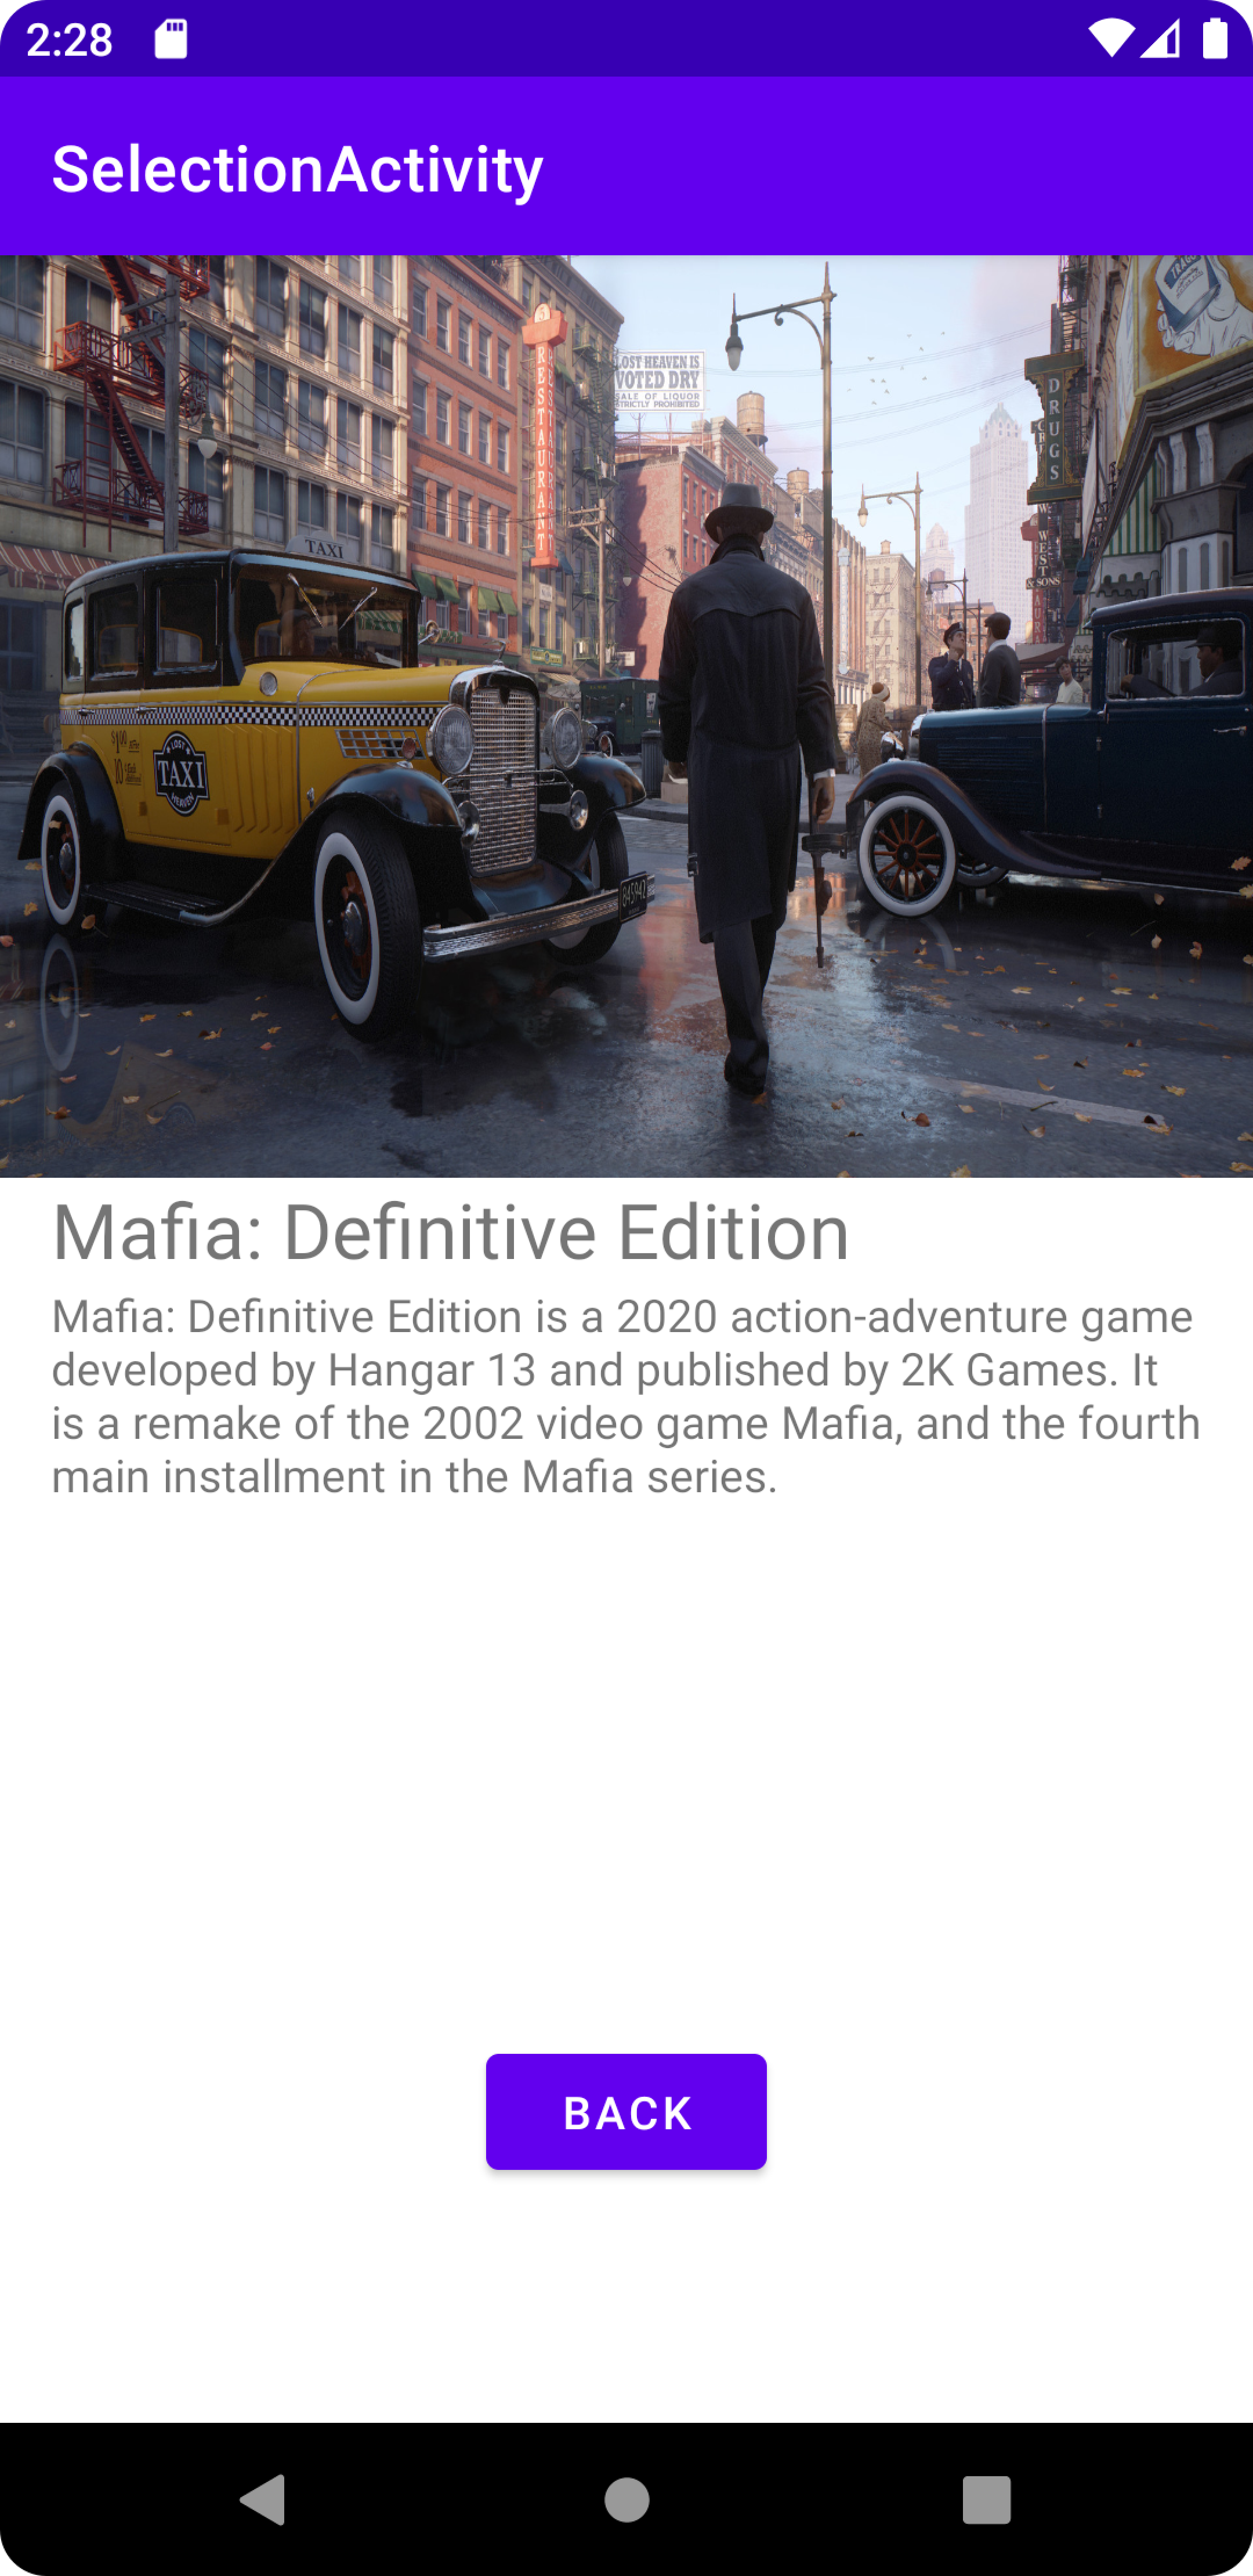 2:28
SelectionActivity
LOST HEAVEN IS
VOTED DRY
SALE OF LIQUOR
STRICTLY PROHIBITED
RESTAURANT
DRUGS
WEST
& SONS
TAXI
LOST
TAXI
HEAVEN
Mafia: Definitive Edition
Mafia: Definitive Edition is a 2020 action-adventure game
developed by Hangar 13 and published by 2K Games. It
is a remake of the 2002 video game Mafia, and the fourth
main installment in the Mafia series.
BACK